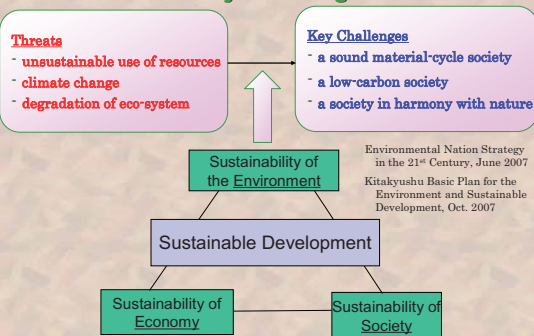 Threats
- unsustainable use of resources
- climate change
- degradation of eco-system
Key Challenges
- a sound material-cycle society
- a low-carbon society
- a society in harmony with nature
Environmental Nation Strategy
in the 21st Century, June 2007
Kitakyushu Basic Plan for the
Environment and Sustainable
Development, Oct. 2007
Sustainability of
the Environment
Sustainable Development
Sustainability of
Economy
Sustainability of
Society